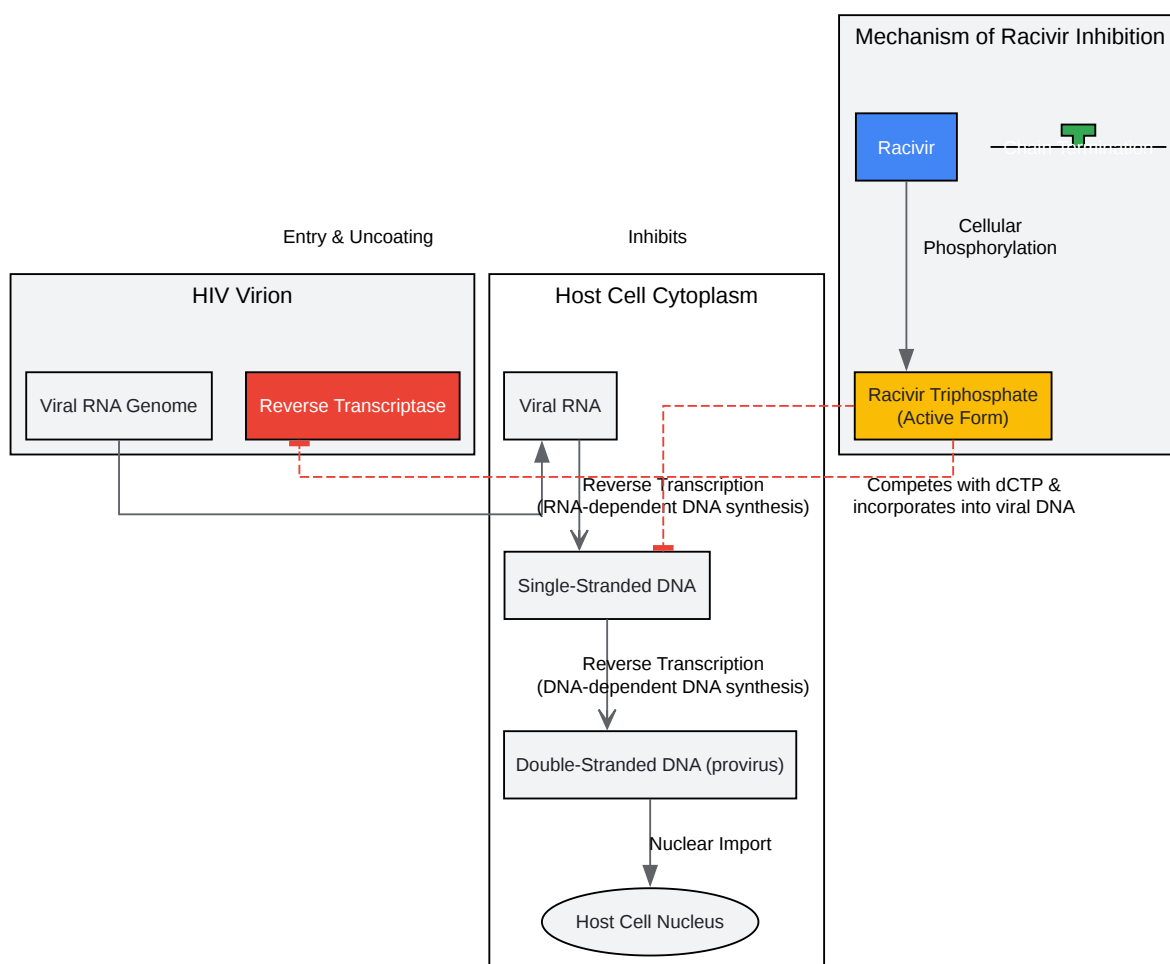 Mechanism of Racivir Inhibition
Racivir
Chain Termination
Cellular
Phosphorylation
Entry & Uncoating
Inhibits
HIV Virion
Host Cell Cytoplasm
Viral RNA Genome
Reverse Transcriptase
Viral RNA
Racivir Triphosphate
(Active Form)
Reverse Transcription
(RNA-dependent DNA synthesis)
Competes with dCTP &
incorporates into viral DNA
Single-Stranded DNA
Reverse Transcription
(DNA-dependent DNA synthesis)
Double-Stranded DNA (provirus)
Nuclear Import
Host Cell Nucleus